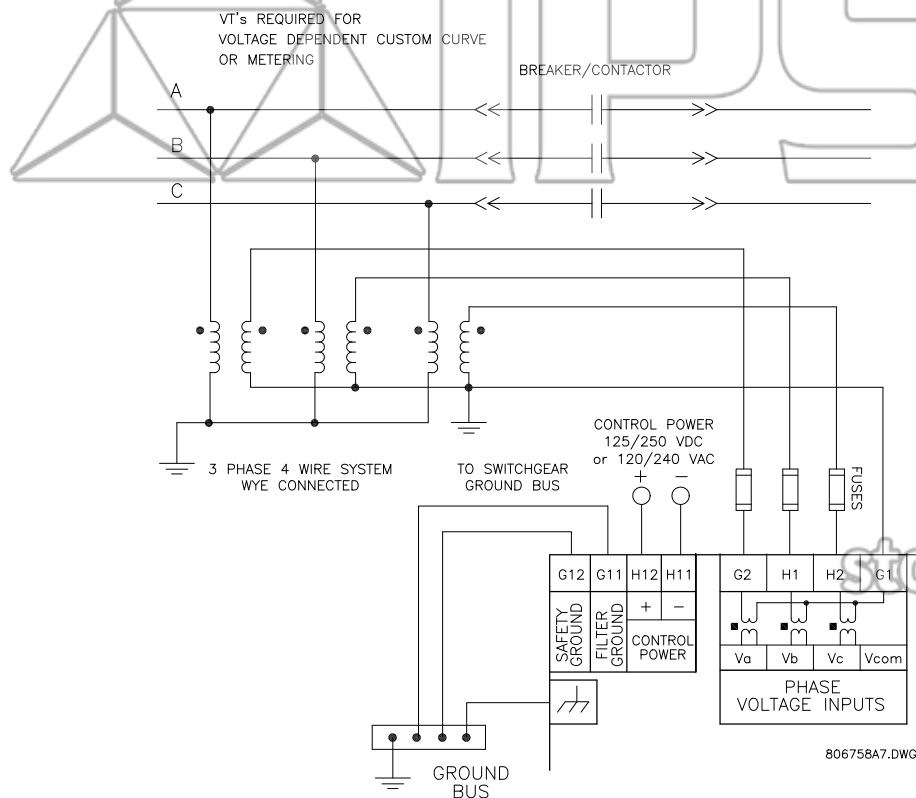 VT's REQUIRED FOR
VOLTAGE DEPENDENT CUSTOM CURVE
OR METERING
BREAKER/CONTACTOR
A
B
C
CONTROL POWER
125/250 VDC
or 120/240 VAC
+ −
3 PHASE 4 WIRE SYSTEM
WYE CONNECTED
TO SWITCHGEAR
GROUND BUS
FUSES
G12 G11 H12 H11
G2 H1 H2 G1
SAFETY
GROUND
FILTER
GROUND
+ −
CONTROL
POWER
Va Vb Vc Vcom
PHASE
VOLTAGE INPUTS
GROUND
BUS
806758A7.DWG